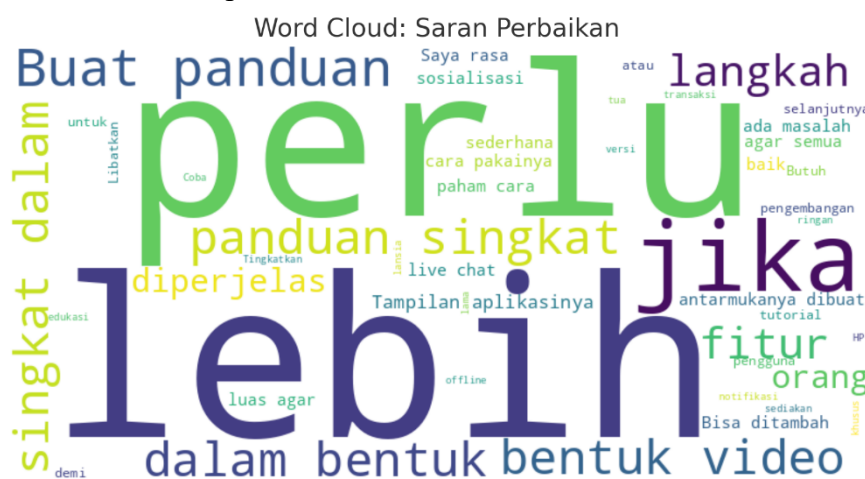 Word Cloud: Saran Perbaikan
Buat panduan
Saya rasa
sosialisasi
atau
langkah
perlu
tua
transaksi
selanjutnya
untuk
Libatkan
Coba
sederhana
cara pakainya
paham cara
versi
ada masalah
agar semua
baik
Butuh
pengembangan
ringan
singkat dalam
panduan singkat
jika
Tingkatkan
lansia
live chat
diperjelas
lama
Tampilan
aplikasinya
antarmukanya dibuat
tutorial
edukasi
lebih
fitur
HP
pengguna
orang
offline
luas agar
notifikasi
sediakan
khusus
Bisa ditambah
demi
dalam bentuk
bentuk video